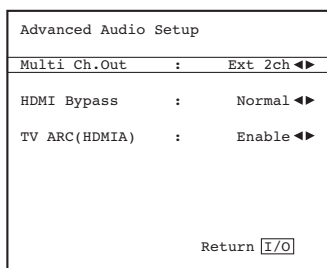 Advanced Audio Setup
Multi Ch.Out : Ext 2ch◄►
HDMI Bypass : Normal◄►
TV ARC(HDMIA) : Enable◄►
Return I/O